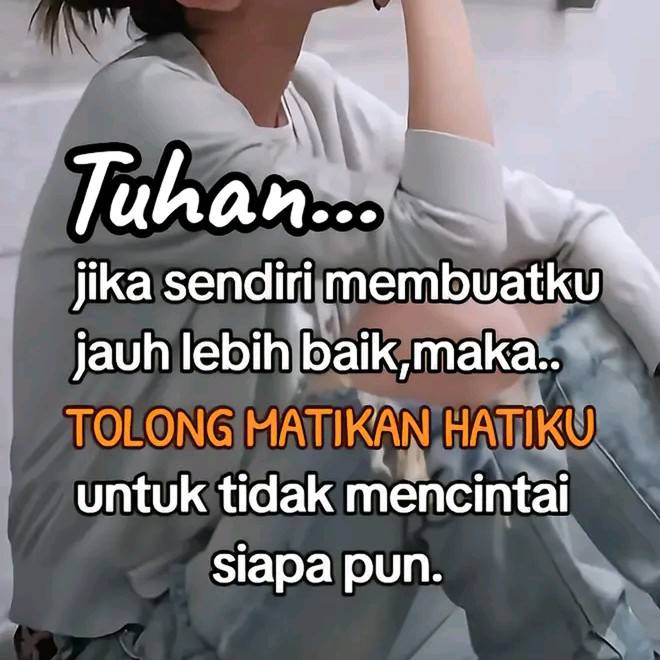 Tuhan...
jika sendiri membuatku
jauh lebih baik,maka..
TOLONG MATIKAN HATIKU
untuk tidak mencintai
siapa pun.